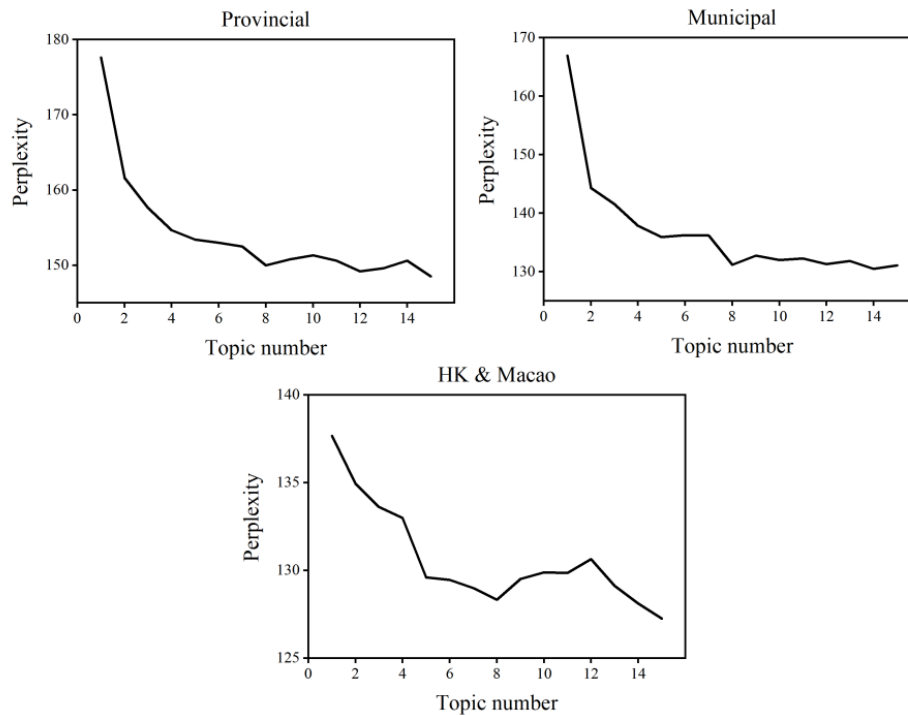 Provincial
180
170
160
150
0 2 4 6 8 10 12 14
Perplexity
Topic number
Municipal
170
160
150
140
130
0 2 4 6 8 10 12 14
Perplexity
Topic number
HK & Macao
140
135
130
125
0 2 4 6 8 10 12 14 16
Perplexity
Topic number